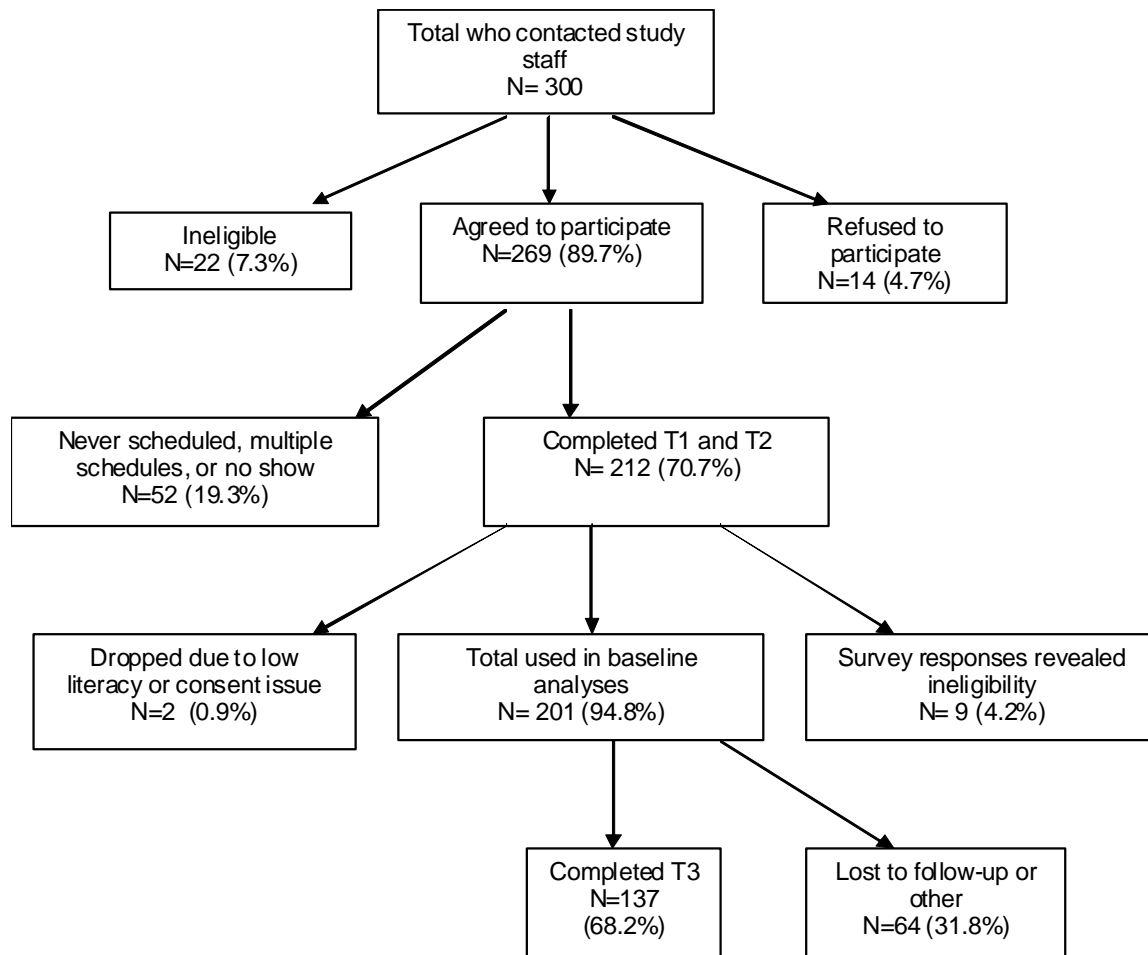 Total who contacted study
staff
N= 300
Ineligible
N=22 (7.3%)
Agreed to participate
N=269 (89.7%)
Refused to
participate
N=14 (4.7%)
Never scheduled, multiple
schedules, or no show
N=52 (19.3%)
Completed T1 and T2
N= 212 (70.7%)
Dropped due to low
literacy or consent issue
N=2 (0.9%)
Total used in baseline
analyses
N= 201 (94.8%)
Survey responses revealed
ineligibility
N= 9 (4.2%)
Completed T3
N=137
(68.2%)
Lost to follow-up or
other
N=64 (31.8%)